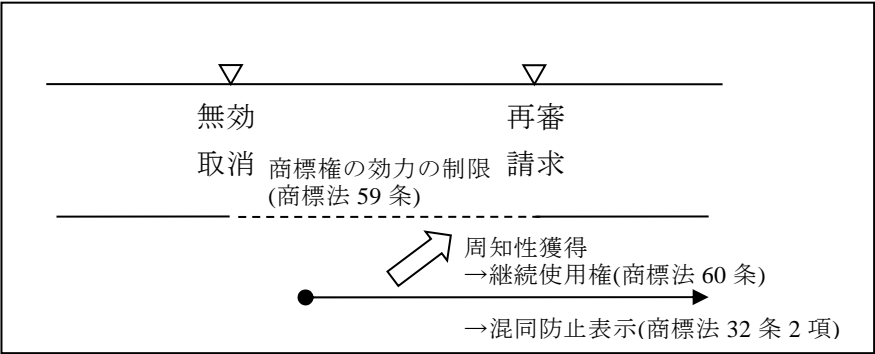 無効
取消
再審
請求
商標権の効力の制限
(商標法 59 条)
周知性獲得
→継続使用権(商標法 60 条)
→混同防止表示(商標法 32 条 2 項)